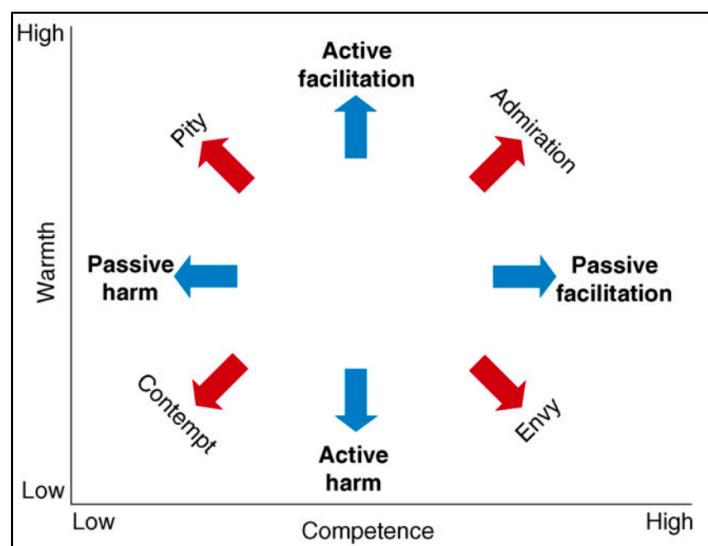 High
Active
facilitation
Pity
Admiration
Warmth
Passive
harm
Passive
facilitation
Contempt
Envy
Active
harm
Low
Low
Competence
High